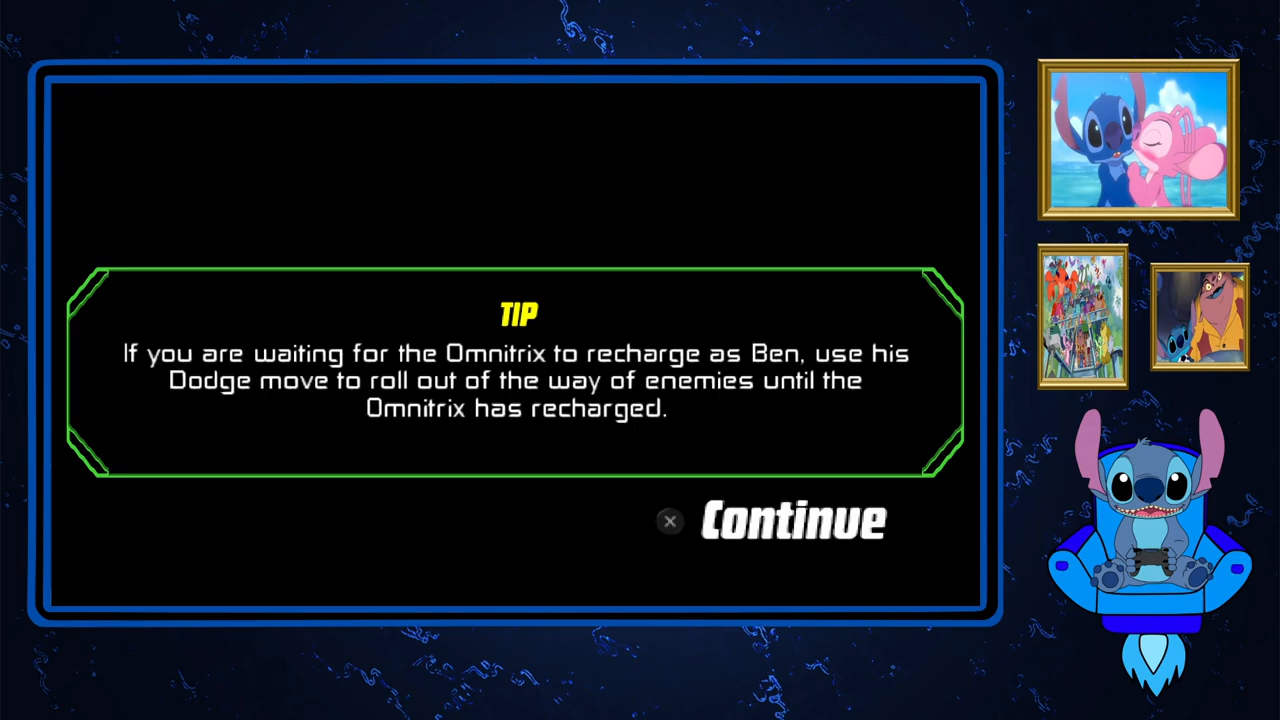 TIP
If you are waiting for the Omnitrix to recharge as Ben, use his
Dodge move to roll out of the way of enemies until the
Omnitrix has recharged.
Continue